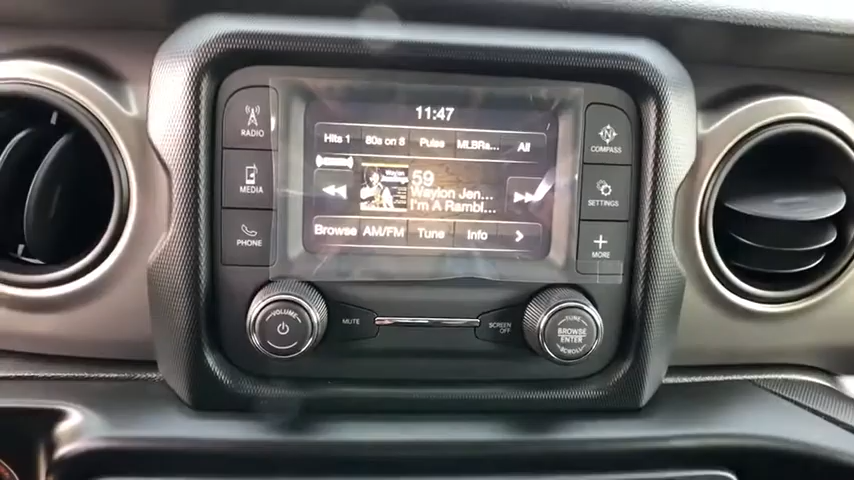 11:47
Hits 1 80s on 8 Pulse MLBRa... All
59
Waylon Jen...
I'm A Rambl...
Browse AM/FM Tune Info
RADIO
MEDIA
PHONE
COMPASS
SETTINGS
MORE
VOLUME
MUTE
SCREEN OFF
TUNE
BROWSE
ENTER
SCROLL